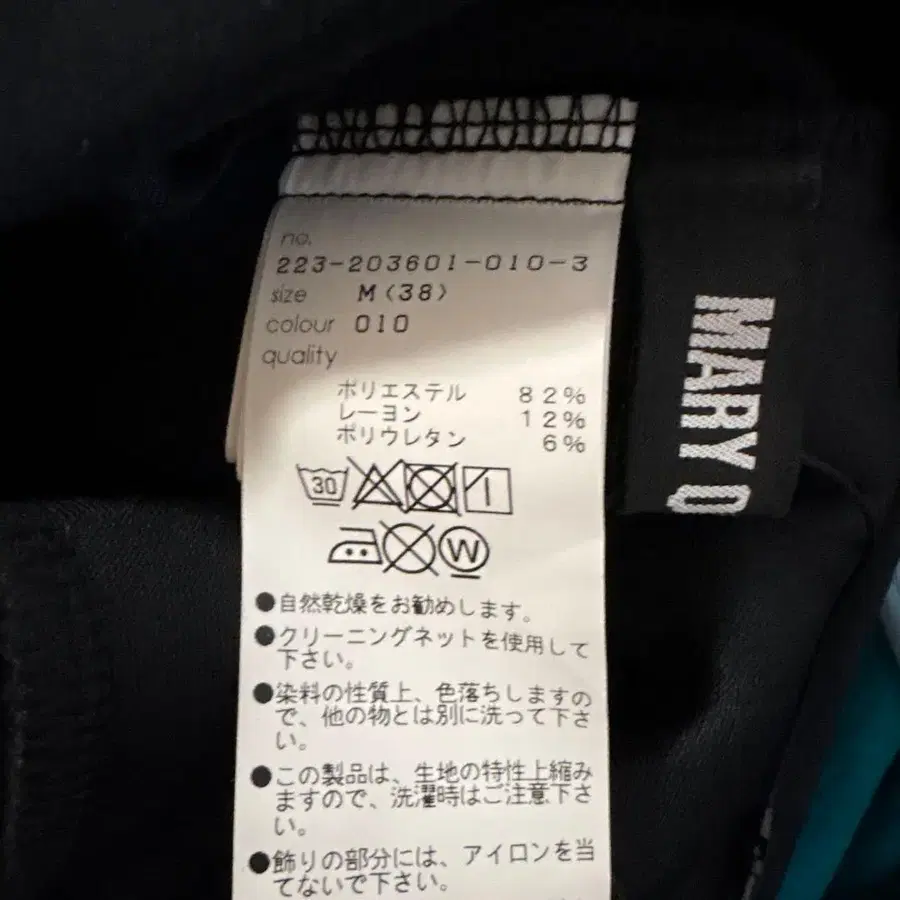 no.
223-203601-010-3
size M(38)
colour 010
quality
ポリエステル 82%
レーヨン 12%
ポリウレタン 6%
30
W
●自然乾燥をお勧めします。
●クリーニングネットを使用して
下さい。
●染料の性質上、色落ちしますの
で、他の物とは別に洗って下さ
い。
●この製品は、生地の特性上縮み
ますので、洗濯時はご注意下さ
い。
●飾りの部分には、アイロンを当
てないで下さい。
MARY Q